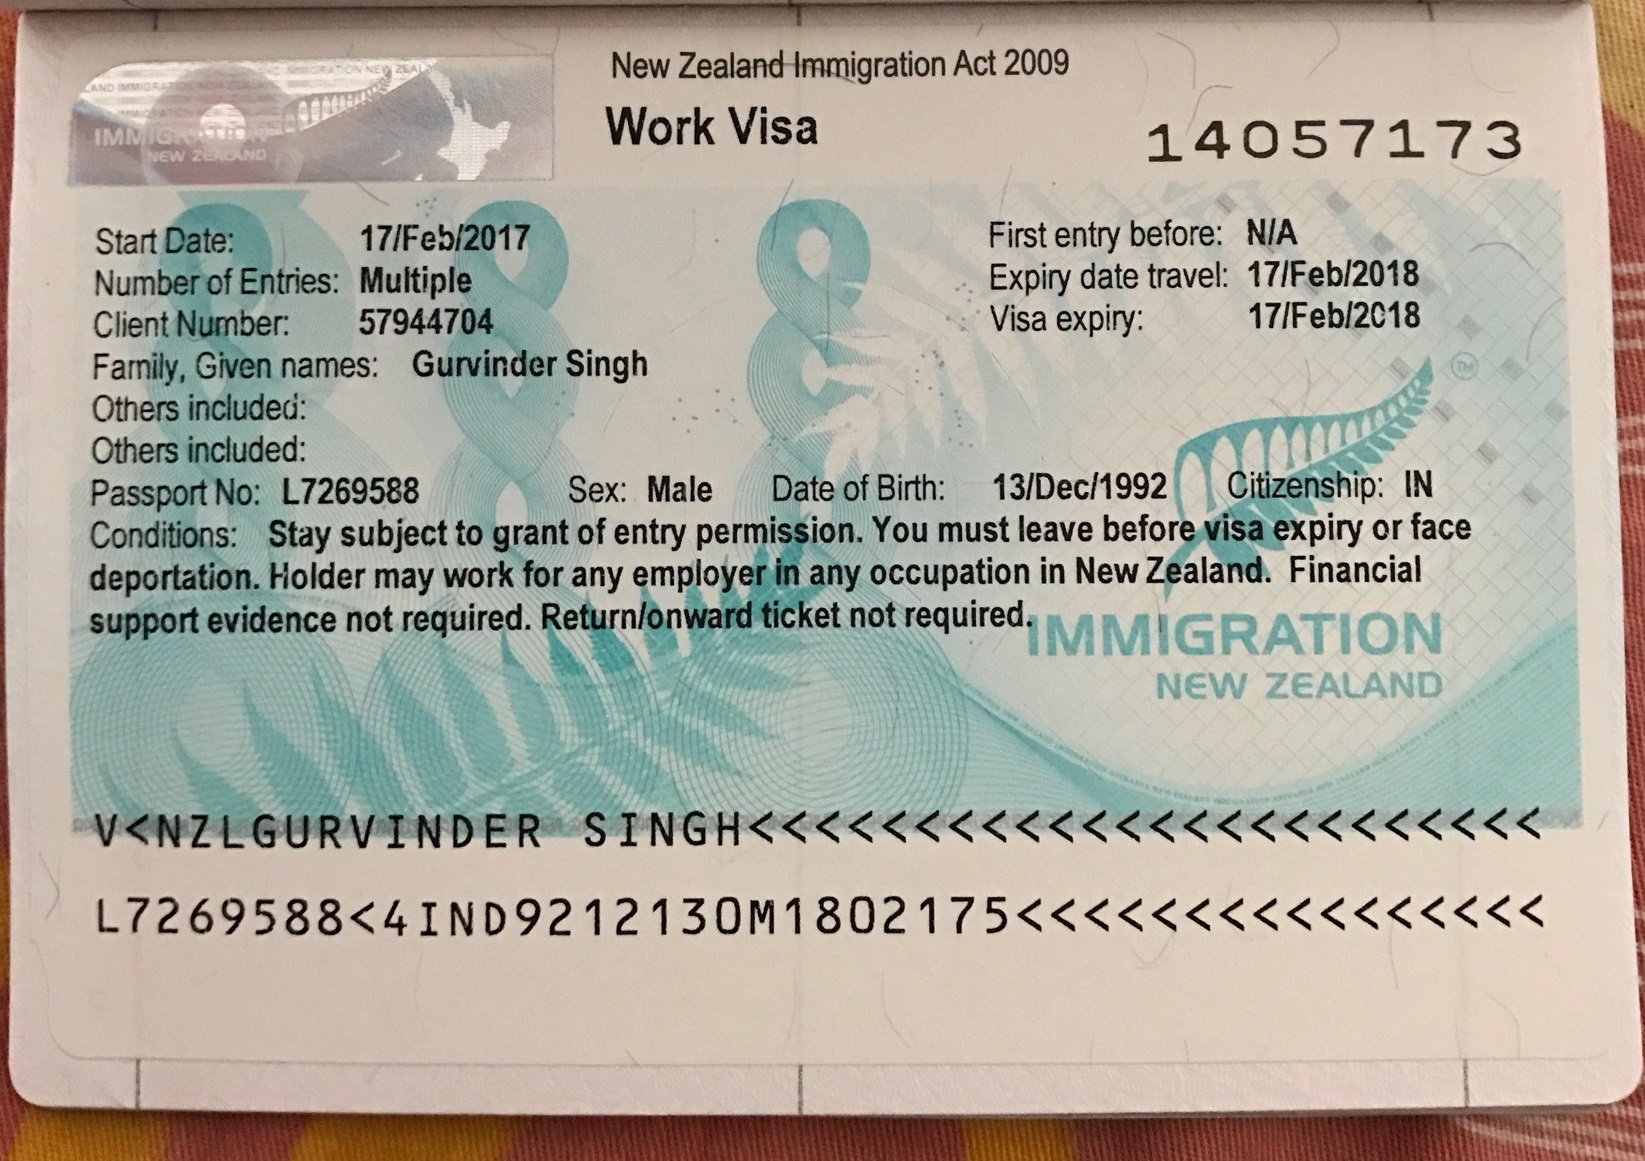 New Zealand Immigration Act 2009
Work Visa
14057173
IMMIGRATION
NEW ZEALAND
Start Date: 17/Feb/2017 First entry before: N/A
Number of Entries: Multiple Expiry date travel: 17/Feb/2018
Client Number: 57944704 Visa expiry: 17/Feb/2018
Family, Given names: Gurvinder Singh
Others included:
Others included:
Passport No: L7269588 Sex: Male Date of Birth: 13/Dec/1992 Citizenship: IN
Conditions: Stay subject to grant of entry permission. You must leave before visa expiry or face
deportation. Holder may work for any employer in any occupation in New Zealand. Financial
support evidence not required. Return/onward ticket not required.
TM
IMMIGRATION
NEW ZEALAND
V<NZLGURVINDER SINGH<<<<<<<<<<<<<<<<<<<<<<<<<<
L7269588<4IND9212130M1802175<<<<<<<<<<<<<<<<<